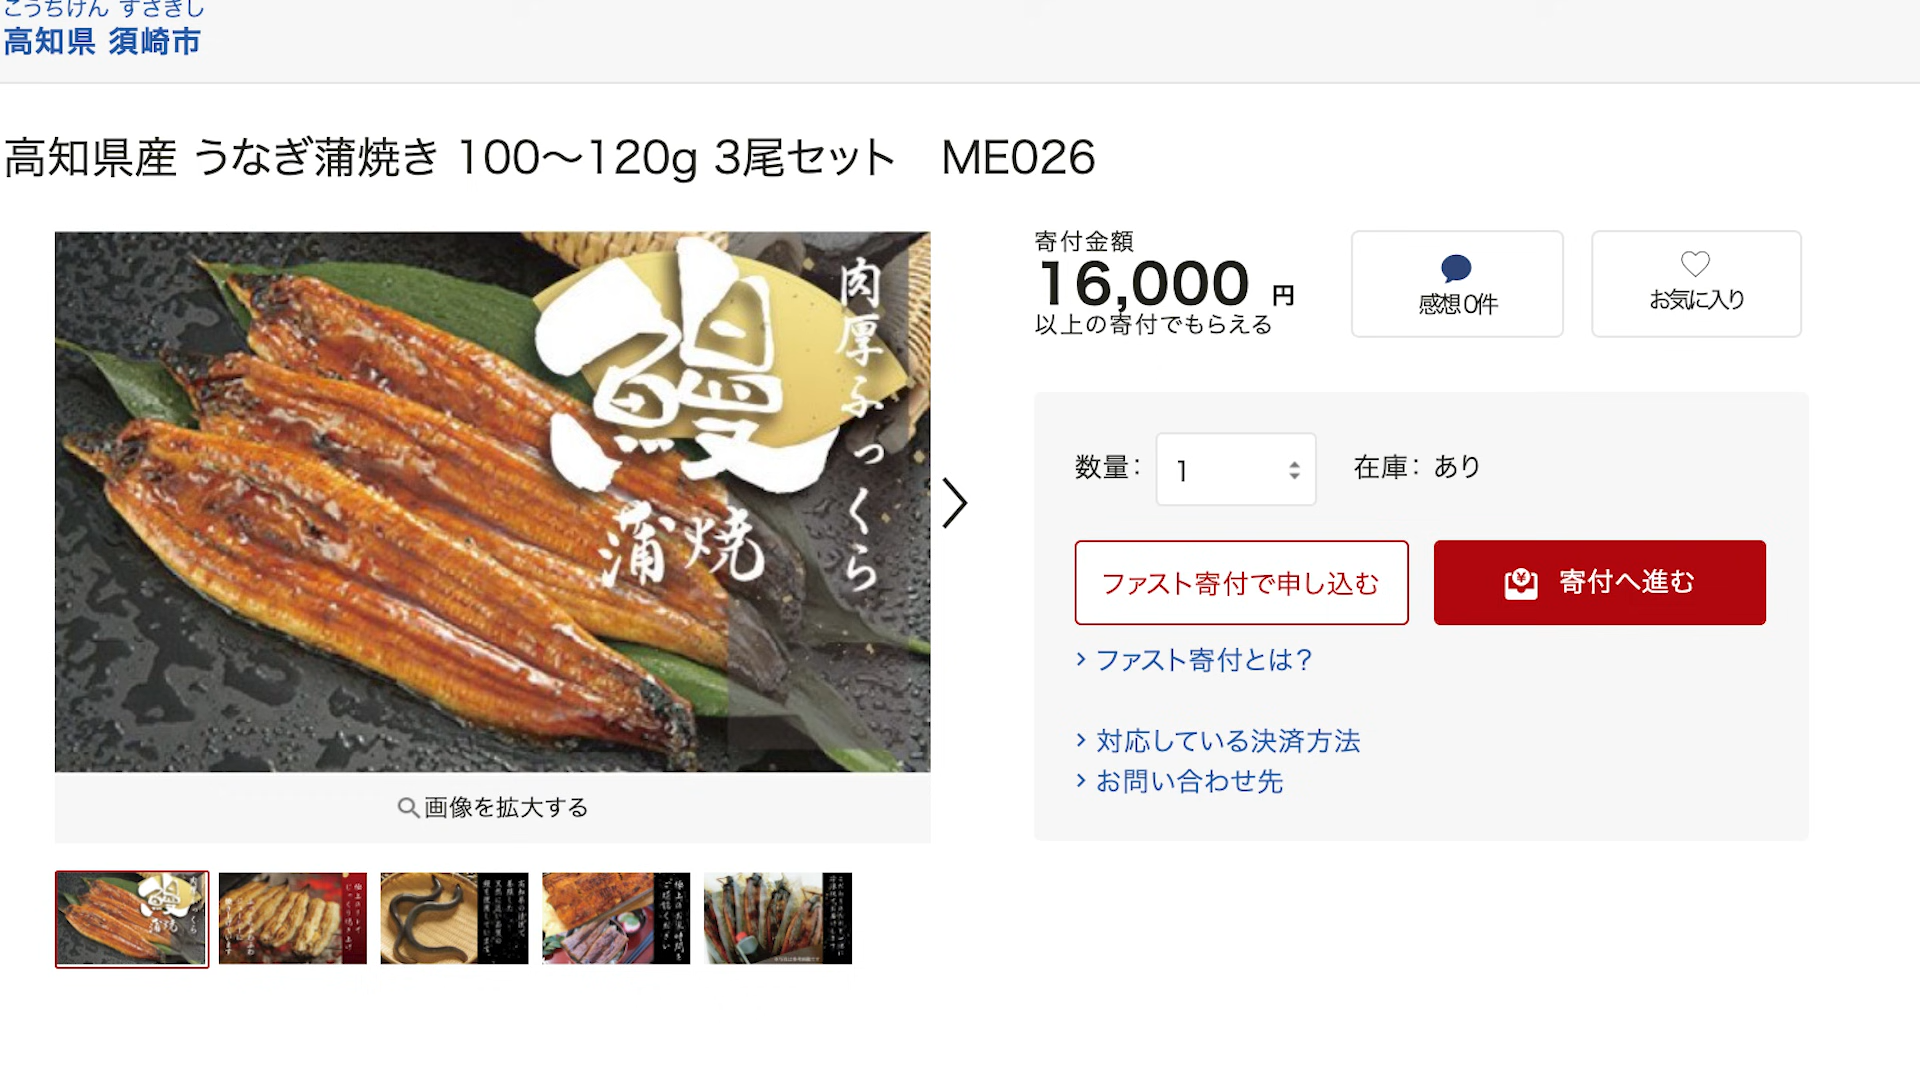 こうちけん すさきし
高知県 須崎市
高知県産 うなぎ蒲焼き 100～120g 3尾セット　ME026
肉厚ふっくら
鰻
蒲焼
画像を拡大する
寄付金額
16,000 円
以上の寄付でもらえる
感想0件
お気に入り
数量： 1 在庫： あり
ファスト寄付で申し込む
寄付へ進む
ファスト寄付とは？
対応している決済方法
お問い合わせ先